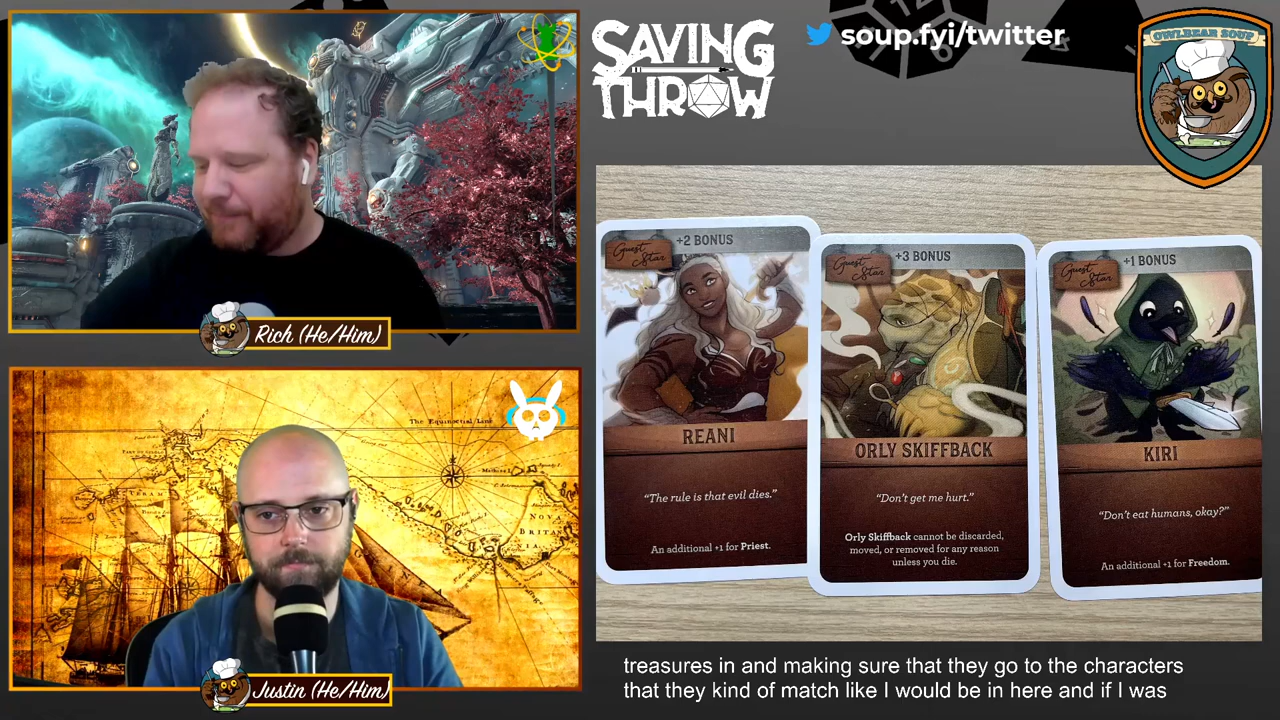 SAVING
THROW
soup.fyi/twitter
OWLBEAR SOUP
Rich (He/Him)
The Equinoctial Line
Justin (He/Him)
Guest Star
+2 BONUS
REANI
"The rule is that evil dies."
An additional +1 for Priest.
Guest Star
+3 BONUS
ORLY SKIFFBACK
"Don't get me hurt."
Orly Skiffback cannot be discarded,
moved, or removed for any reason
unless you die.
Guest Star
+1 BONUS
KIRI
"Don't eat humans, okay?"
An additional +1 for Freedom.
treasures in and making sure that they go to the characters
that they kind of match like I would be in here and if I was